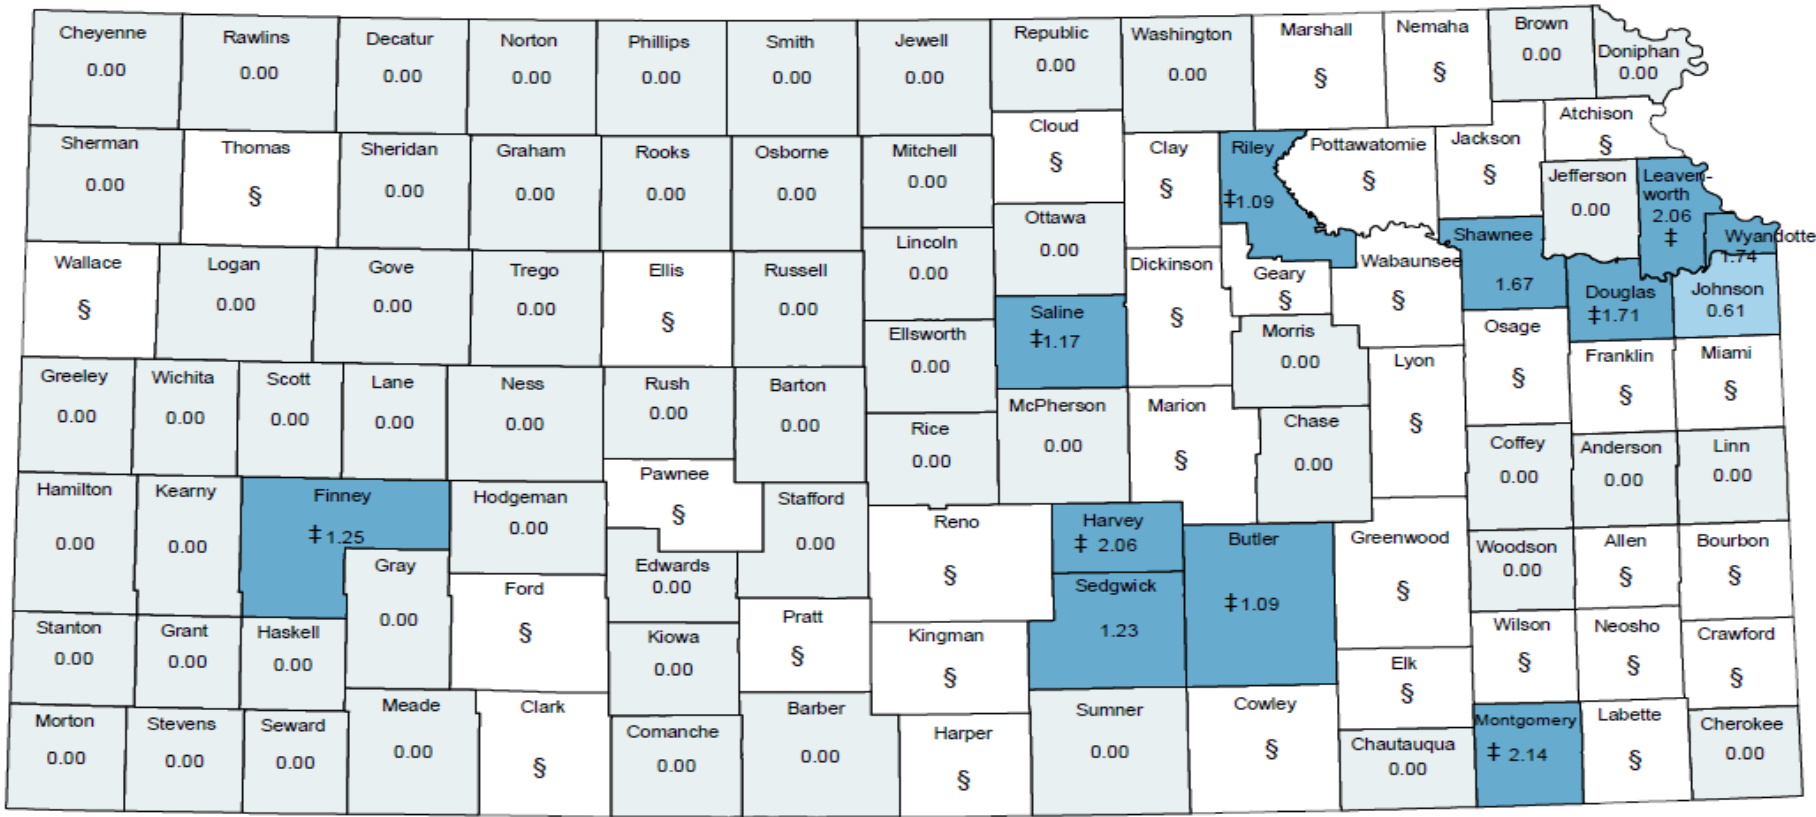 Cheyenne
0.00
Rawlins
0.00
Decatur
0.00
Norton
0.00
Phillips
0.00
Smith
0.00
Jewell
0.00
Republic
0.00
Washington
0.00
Marshall
§
Nemaha
§
Brown
0.00
Doniphan
0.00
Sherman
0.00
Thomas
§
Sheridan
0.00
Graham
0.00
Rooks
0.00
Osborne
0.00
Mitchell
0.00
Cloud
§
Clay
§
Riley
‡1.09
Pottawatomie
§
Jackson
§
Atchison
§
Jefferson
0.00
Leaven-
worth
2.06
‡
Wyandotte
1.74
Wallace
§
Logan
0.00
Gove
0.00
Trego
0.00
Ellis
§
Russell
0.00
Lincoln
0.00
Ottawa
0.00
Dickinson
§
Geary
§
Wabaunsee
§
Shawnee
1.67
Douglas
‡1.71
Johnson
0.61
Ellsworth
0.00
Saline
‡1.17
Morris
0.00
Lyon
§
Osage
§
Franklin
§
Miami
§
Greeley
0.00
Wichita
0.00
Scott
0.00
Lane
0.00
Ness
0.00
Rush
0.00
Barton
0.00
Rice
0.00
McPherson
0.00
Marion
§
Chase
0.00
Coffey
0.00
Anderson
0.00
Linn
0.00
Hamilton
0.00
Kearny
0.00
Finney
‡ 1.25
Hodgeman
0.00
Pawnee
§
Stafford
0.00
Reno
§
Harvey
‡ 2.06
Butler
‡1.09
Greenwood
§
Woodson
0.00
Allen
§
Bourbon
§
Gray
0.00
Ford
§
Edwards
0.00
Sedgwick
1.23
Stanton
0.00
Grant
0.00
Haskell
0.00
Kiowa
0.00
Pratt
§
Kingman
§
Elk
§
Wilson
§
Neosho
§
Crawford
§
Morton
0.00
Stevens
0.00
Seward
0.00
Meade
0.00
Clark
§
Comanche
0.00
Barber
0.00
Harper
§
Sumner
0.00
Cowley
§
Chautauqua
0.00
Montgomery
‡ 2.14
Labette
§
Cherokee
0.00